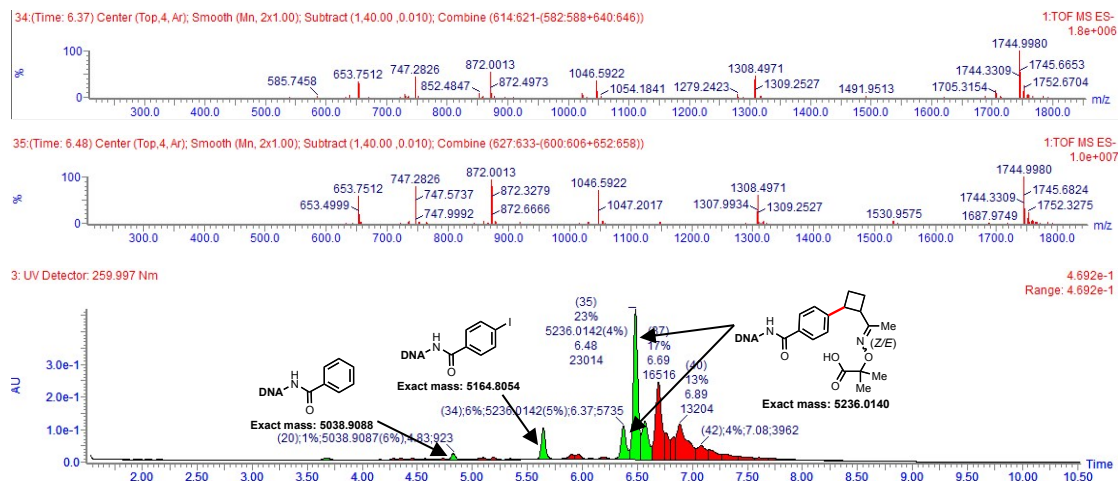 34:(Time: 6.37) Center (Top,4, Ar); Smooth (Mn, 2x1.00); Subtract (1,40.00 ,0.010); Combine (614:621-(582:588+640:646))
1:TOF MS ES-
1.8e+006
1744.9980
100
872.0013
1308.4971
1744.3309
1745.6653
747.2826
1046.5922
653.7512
585.7458
852.4847
872.4973
1054.1841
1279.2423
1309.2527
1491.9513
1705.3154
1752.6704
%
0
300.0 400.0 500.0 600.0 700.0 800.0 900.0 1000.0 1100.0 1200.0 1300.0 1400.0 1500.0 1600.0 1700.0 1800.0 m/z
35:(Time: 6.48) Center (Top,4, Ar); Smooth (Mn, 2x1.00); Subtract (1,40.00 ,0.010); Combine (627:633-(600:606+652:658))
1:TOF MS ES-
1.0e+007
872.0013
1744.9980
100
747.2826
653.7512
1046.5922
1308.4971
1745.6824
653.4999
747.5737
872.3279
1744.3309
747.9992
872.6666
1047.2017
1307.9934
1309.2527
1530.9575
1687.9749
1752.3275
%
0
300.0 400.0 500.0 600.0 700.0 800.0 900.0 1000.0 1100.0 1200.0 1300.0 1400.0 1500.0 1600.0 1700.0 1800.0 m/z
3: UV Detector: 259.997 Nm
4.692e-1
Range: 4.692e-1
AU
3.0e-1
2.0e-1
1.0e-1
0.0
DNA
H
N
O
Exact mass: 5038.9088
(20);1%;5038.9087(6%);4.83;923
I
H
DNA
N
O
Exact mass: 5164.8054
(34);6%;5236.0142(5%);6.37;5735
(35)
23%
5236.0142(4%)
6.48
23014
17%
6.69
16516
(40)
13%
6.89
13204
(42);4%;7.08;3962
H
DNA
N
O
Me
N
(Z/E)
HO
O
O
Me
Me
Exact mass: 5236.0140
2.00 2.50 3.00 3.50 4.00 4.50 5.00 5.50 6.00 6.50 7.00 7.50 8.00 8.50 9.00 9.50 10.00 10.50
Time